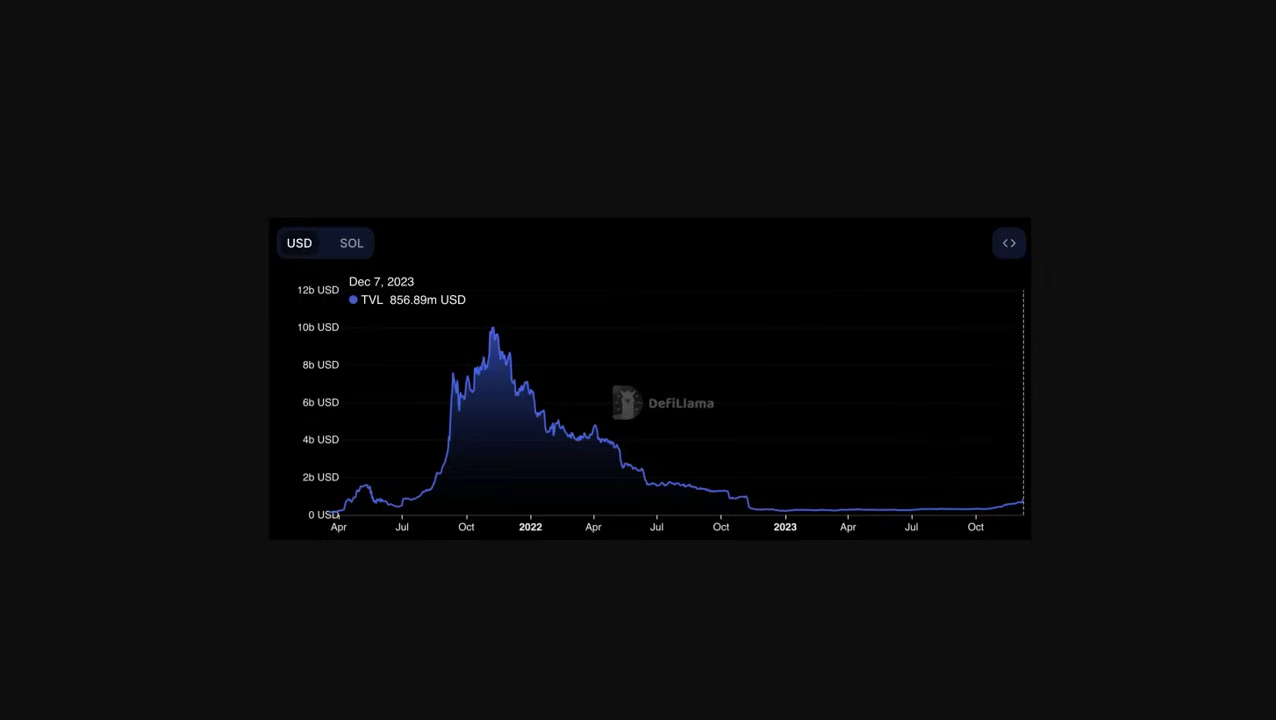 USD SOL
< >
Dec 7, 2023
TVL 856.89m USD
12b USD
10b USD
8b USD
6b USD
4b USD
2b USD
0 USD
DefiLlama
Apr Jul Oct 2022 Apr Jul Oct 2023 Apr Jul Oct